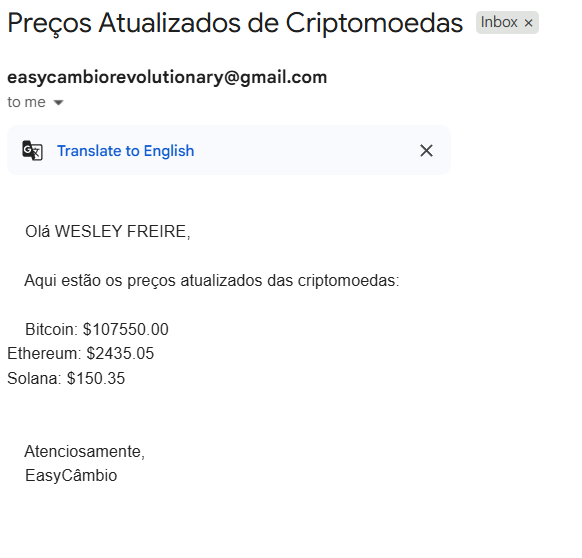 Preços Atualizados de Criptomoedas Inbox ×
easycambiorevolutionary@gmail.com
to me
Translate to English
Olá WESLEY FREIRE,
Aqui estão os preços atualizados das criptomoedas:
Bitcoin: $107550.00
Ethereum: $2435.05
Solana: $150.35
Atenciosamente,
EasyCâmbio